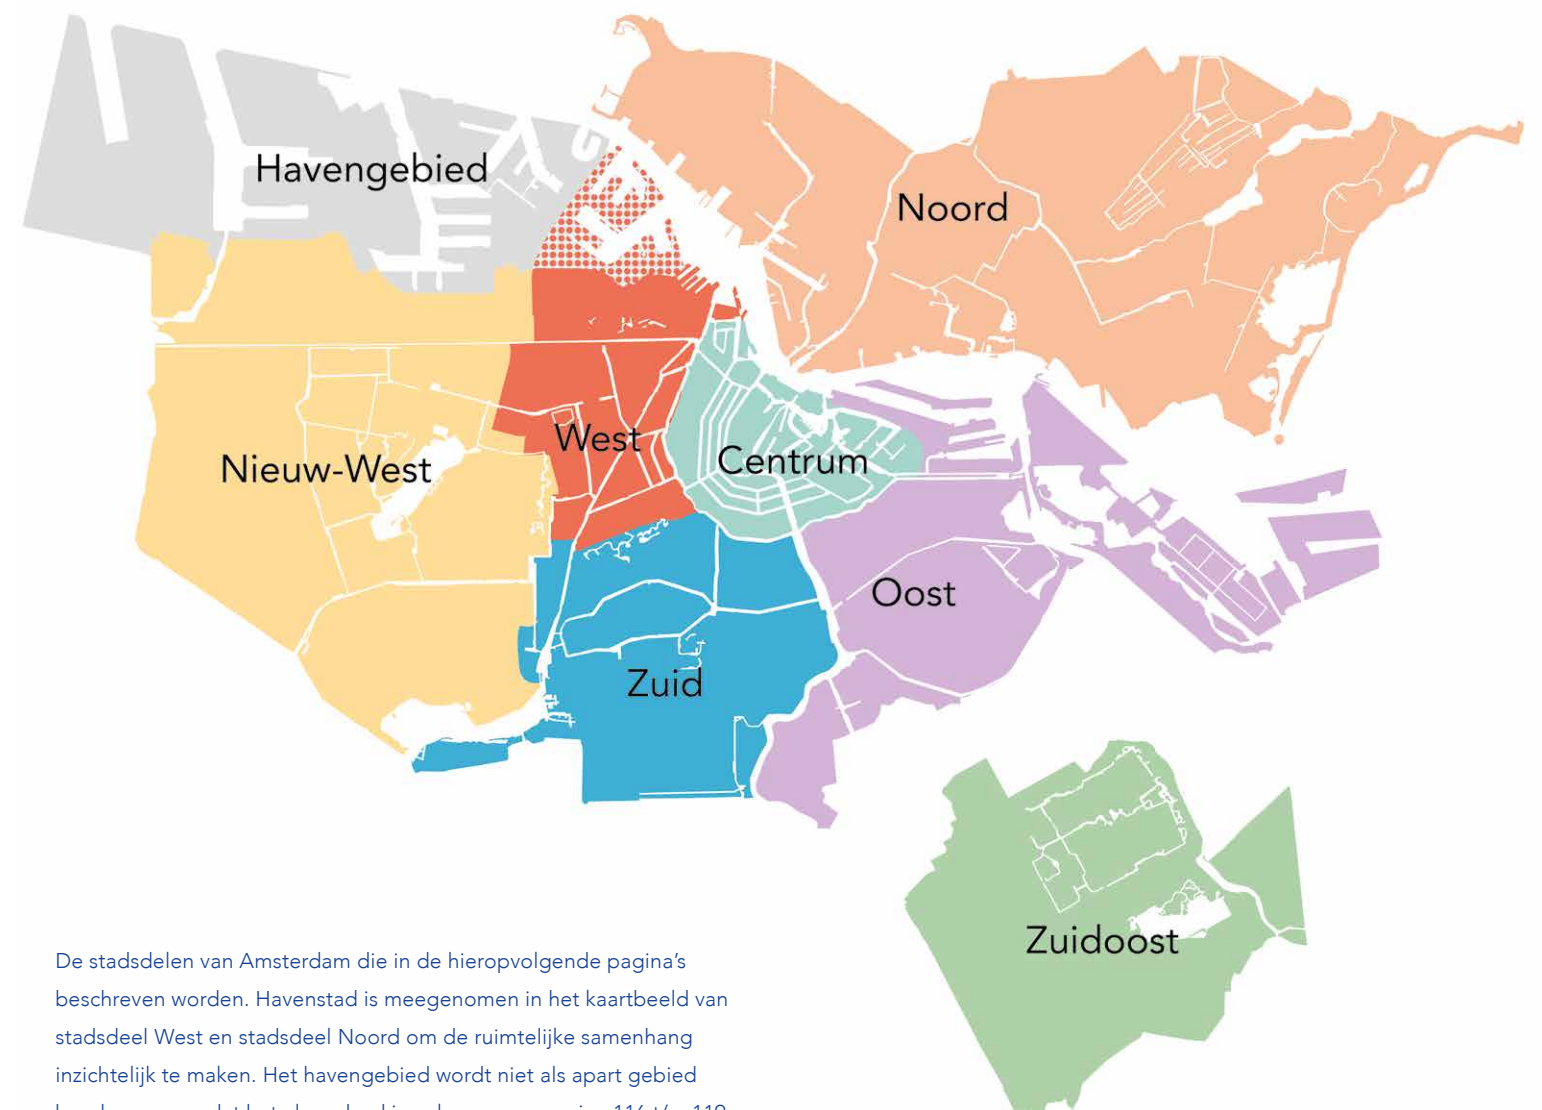 Havengebied
Noord
West
Centrum
Nieuw-West
Oost
Zuid
Zuidoost
De stadsdelen van Amsterdam die in de hieropvolgende pagina's
beschreven worden. Havenstad is meegenomen in het kaartbeeld van
stadsdeel West en stadsdeel Noord om de ruimtelijke samenhang
inzichtelijk te maken. Het havengebied wordt niet als apart gebied